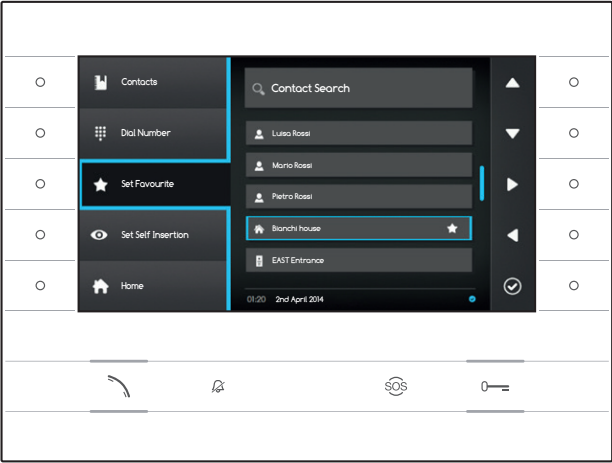 Contacts
Dial Number
Set Favourite
Set Self Insertion
Home
Contact Search
Luisa Rossi
Mario Rossi
Pietro Rossi
Bianchi house
EAST Entrance
01:20 2nd April 2014
SOS